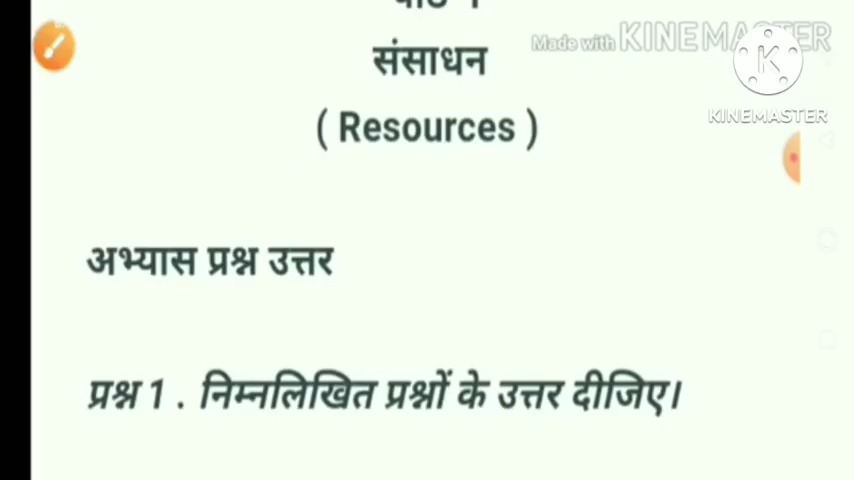 संसाधन
Made with KINEMASTER
KINEMASTER
( Resources )
अभ्यास प्रश्न उत्तर
प्रश्न 1 . निम्नलिखित प्रश्नों के उत्तर दीजिए।